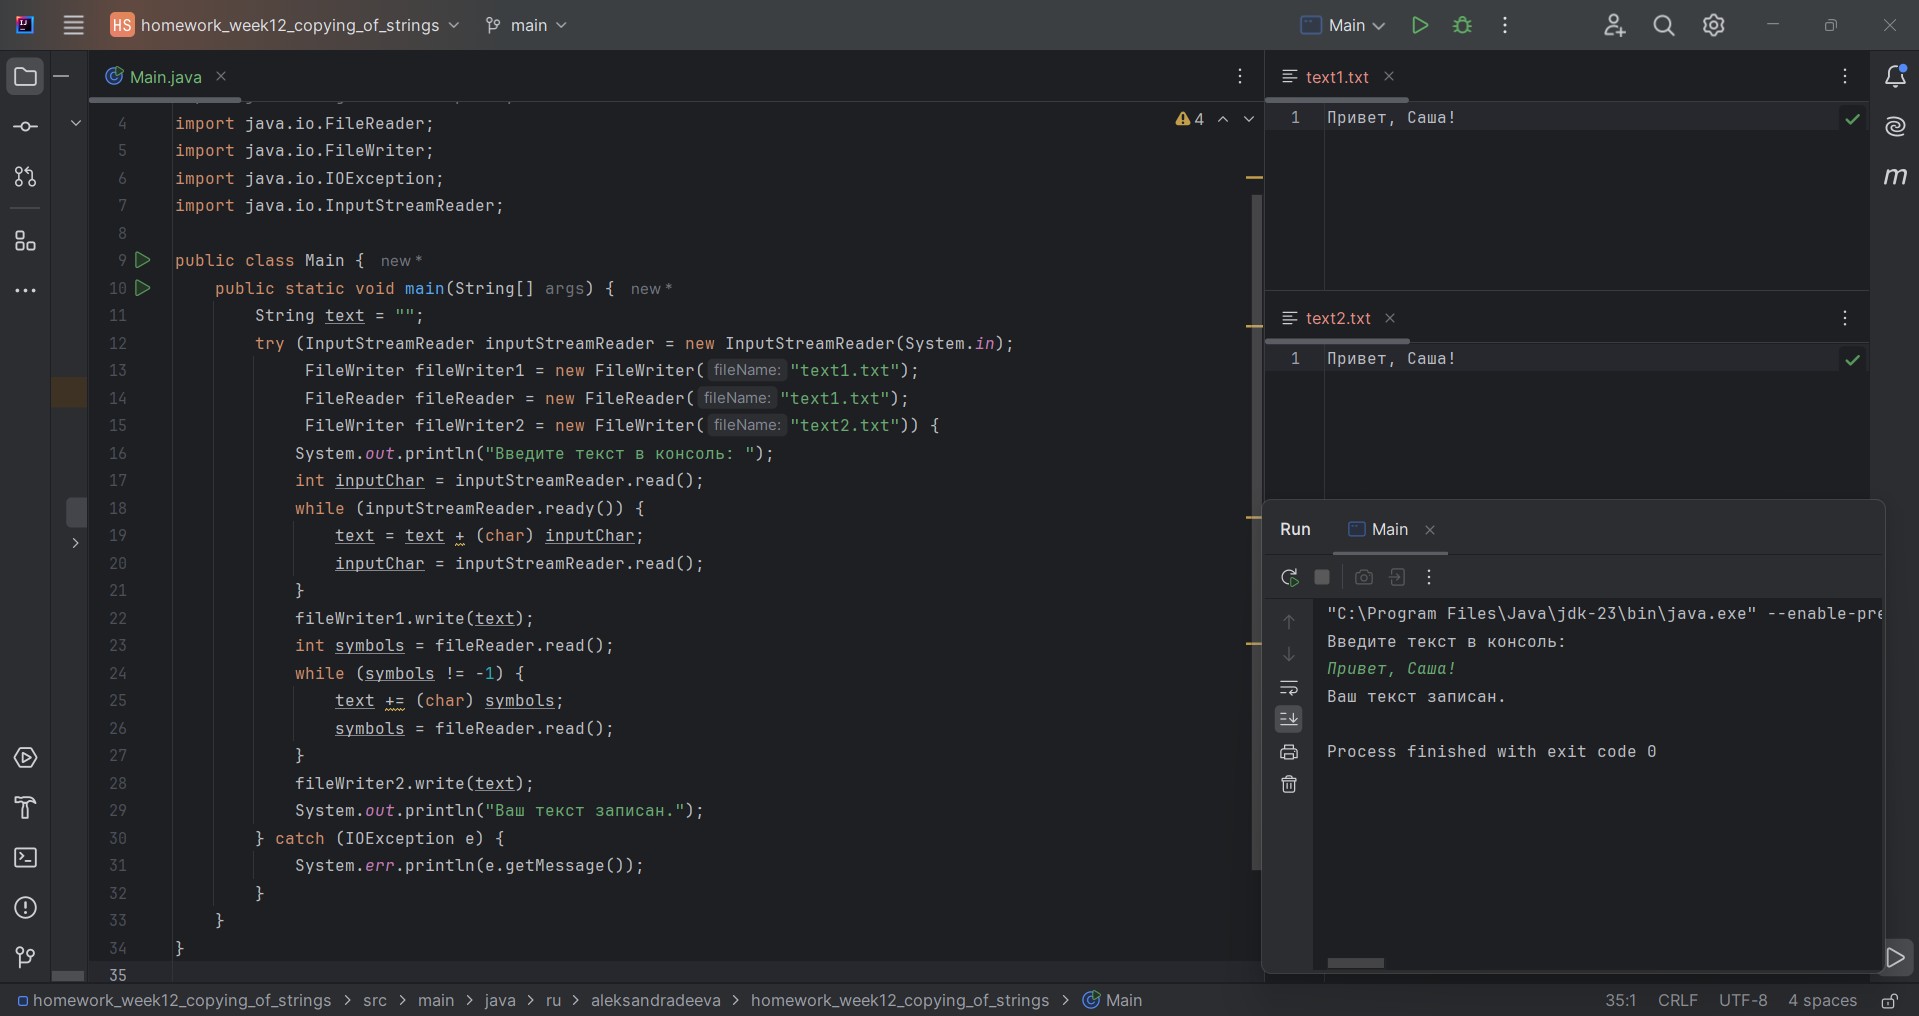 HS homework_week12_copying_of_strings main Main
Main.java
4 import java.io.FileReader;
5 import java.io.FileWriter;
6 import java.io.IOException;
7 import java.io.InputStreamReader;
8
9 public class Main { new *
10 public static void main(String[] args) { new *
11 String text = "";
12 try (InputStreamReader inputStreamReader = new InputStreamReader(System.in);
13 FileWriter fileWriter1 = new FileWriter( fileName: "text1.txt");
14 FileReader fileReader = new FileReader( fileName: "text1.txt");
15 FileWriter fileWriter2 = new FileWriter( fileName: "text2.txt")) {
16 System.out.println("Введите текст в консоль: ");
17 int inputChar = inputStreamReader.read();
18 while (inputStreamReader.ready()) {
19 text = text + (char) inputChar;
20 inputChar = inputStreamReader.read();
21 }
22 fileWriter1.write(text);
23 int symbols = fileReader.read();
24 while (symbols != -1) {
25 text += (char) symbols;
26 symbols = fileReader.read();
27 }
28 fileWriter2.write(text);
29 System.out.println("Ваш текст записан.");
30 } catch (IOException e) {
31 System.err.println(e.getMessage());
32 }
33 }
34 }
35
4
text1.txt
1 Привет, Саша!
text2.txt
1 Привет, Саша!
Run Main
"C:\Program Files\Java\jdk-23\bin\java.exe" --enable-pre
Введите текст в консоль:
Привет, Саша!
Ваш текст записан.
Process finished with exit code 0
m
homework_week12_copying_of_strings > src > main > java > ru > aleksandradeeva > homework_week12_copying_of_strings > Main
35:1 CRLF UTF-8 4 spaces